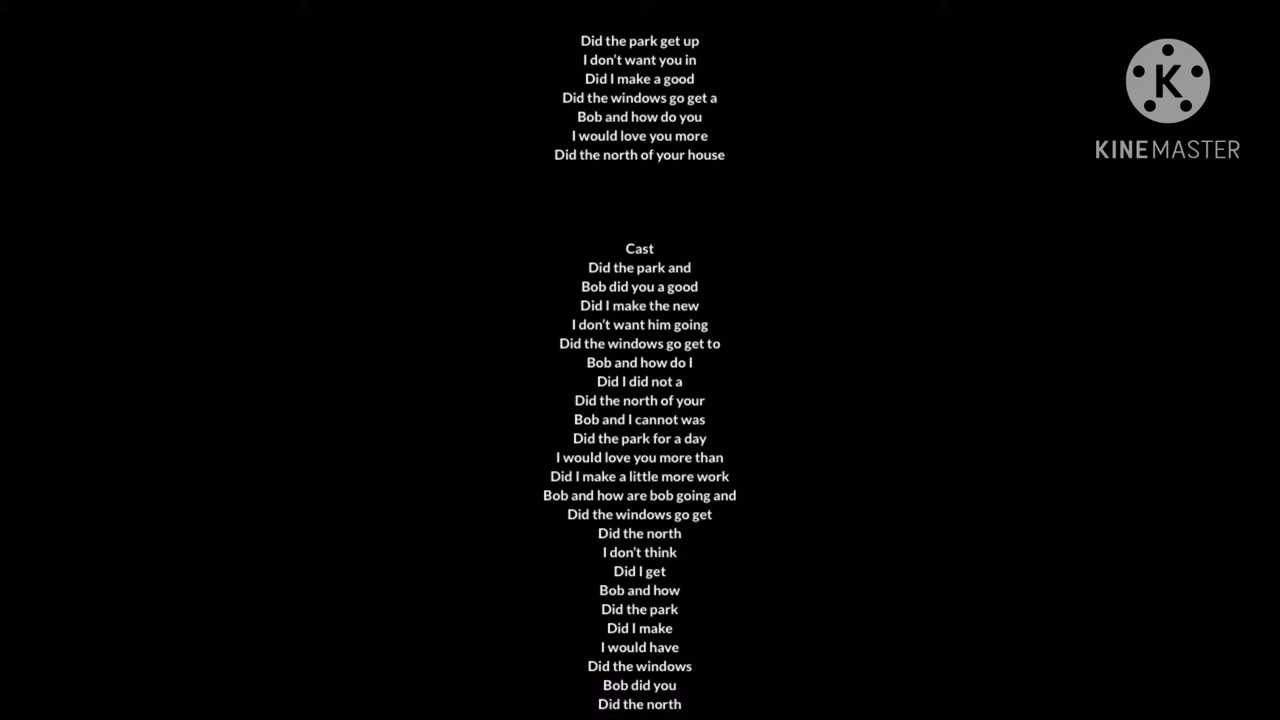 Did the park get up
I don't want you in
Did I make a good
Did the windows go get a
Bob and how do you
I would love you more
Did the north of your house
K
KINEMASTER
Cast
Did the park and
Bob did you a good
Did I make the new
I don't want him going
Did the windows go get to
Bob and how do I
Did I did not a
Did the north of your
Bob and I cannot was
Did the park for a day
I would love you more than
Did I make a little more work
Bob and how are bob going and
Did the windows go get
Did the north
I don't think
Did I get
Bob and how
Did the park
Did I make
I would have
Did the windows
Bob did you
Did the north